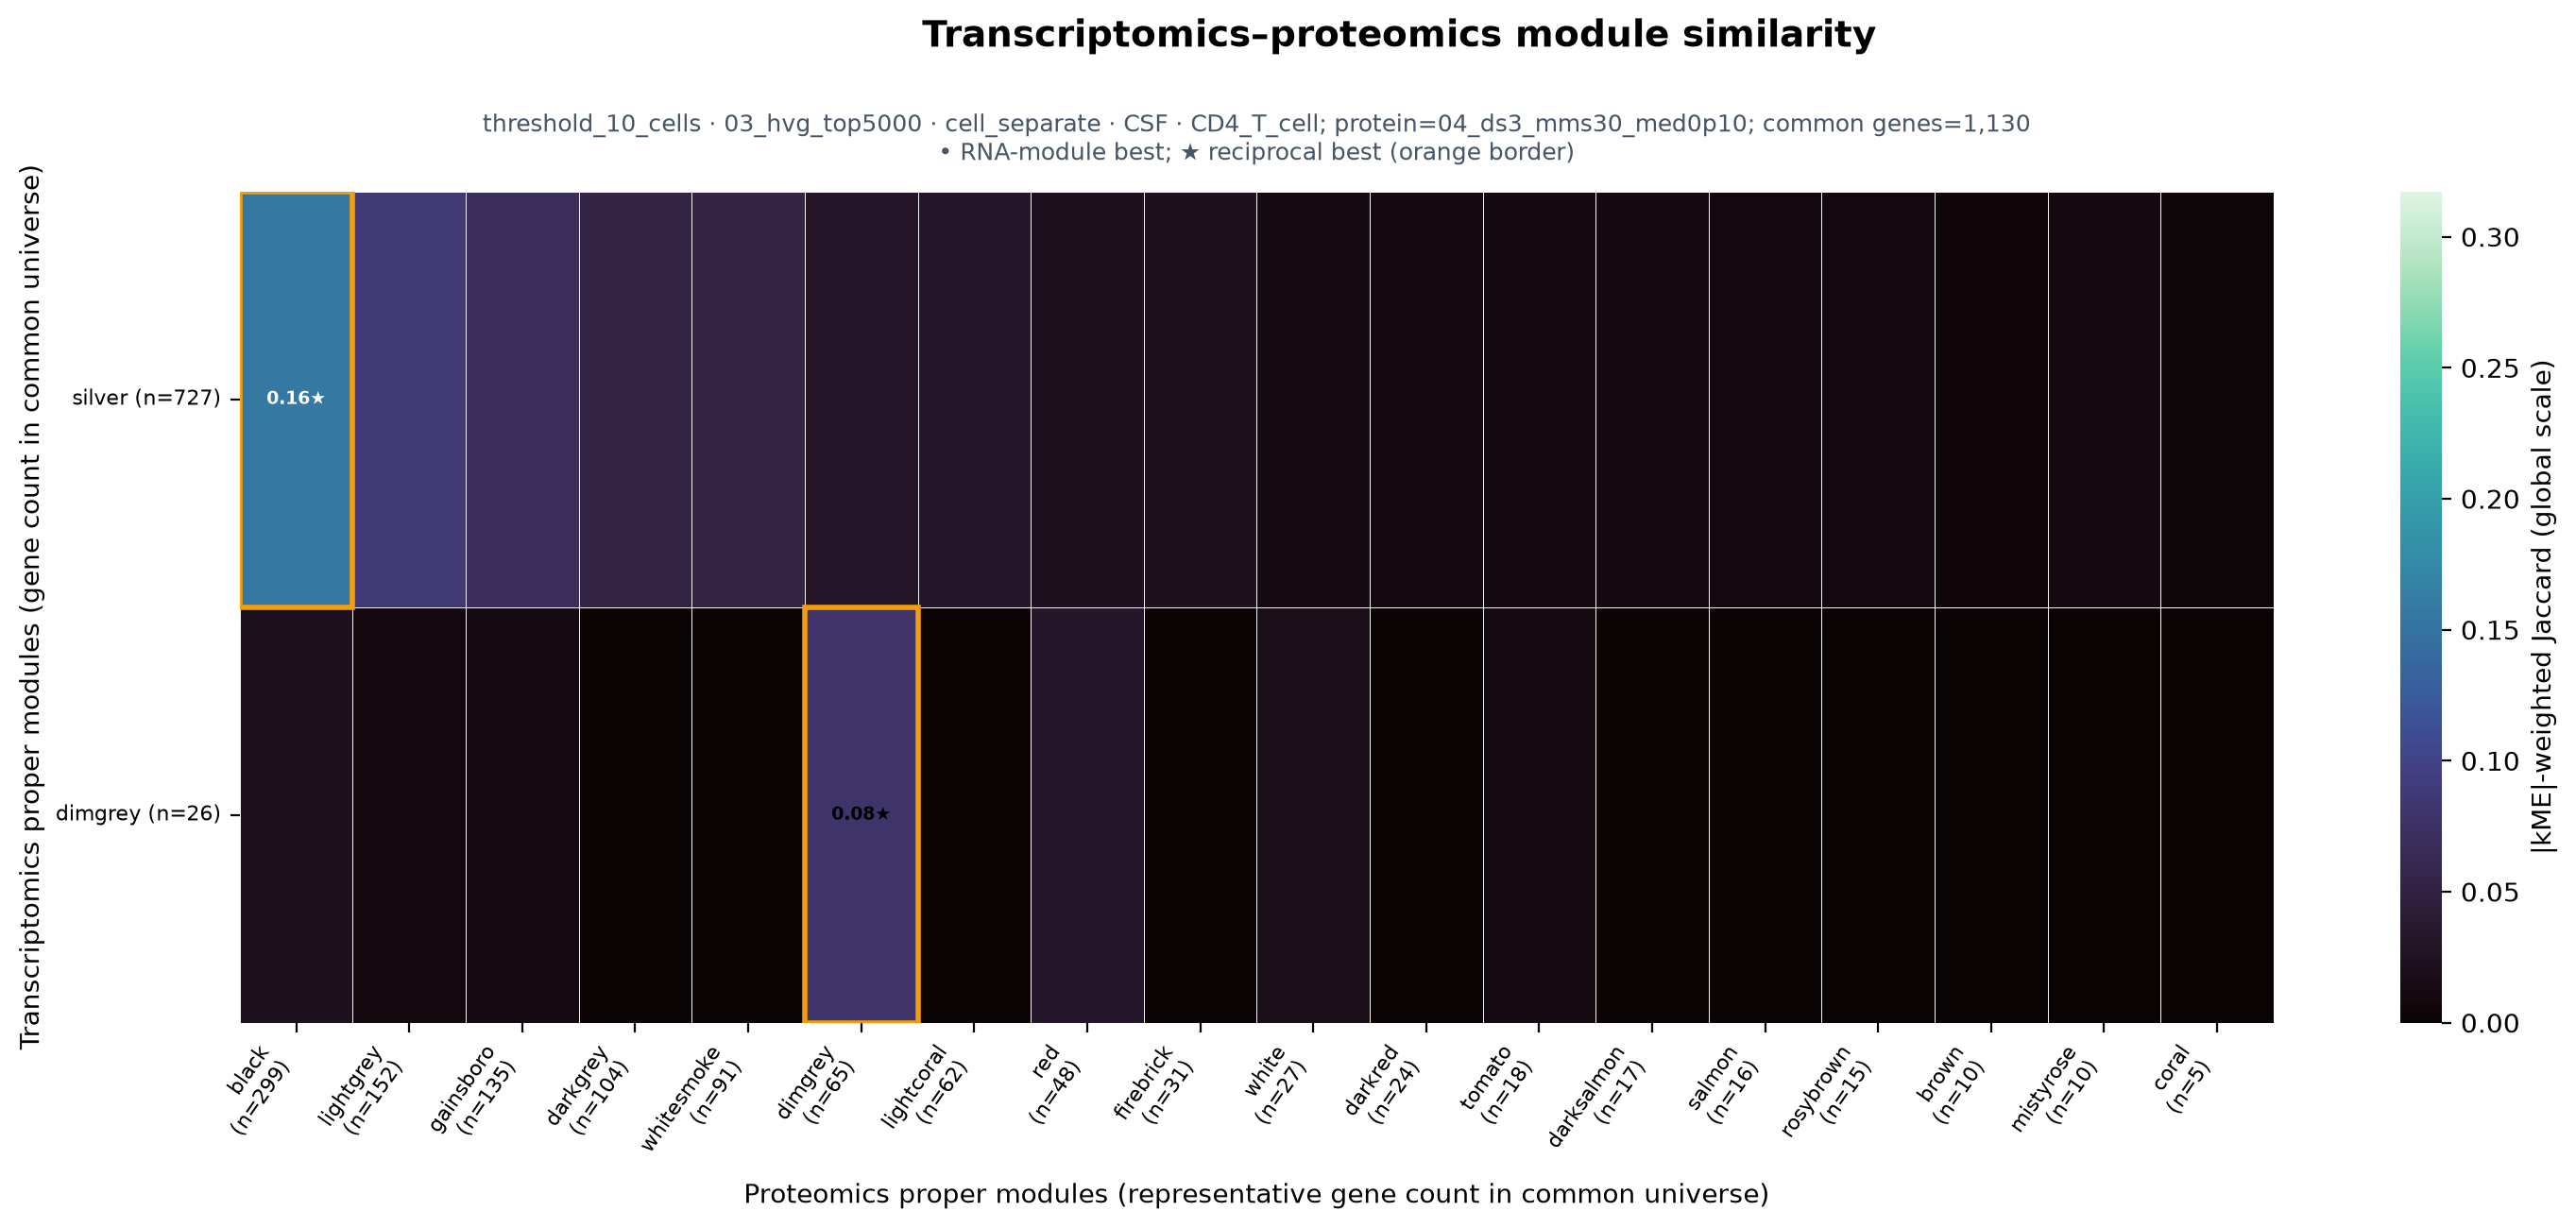 Transcriptomics–proteomics module similarity
threshold_10_cells · 03_hvg_top5000 · cell_separate · CSF · CD4_T_cell; protein=04_ds3_mms30_med0p10; common genes=1,130
• RNA-module best; ★ reciprocal best (orange border)
Transcriptomics proper modules (gene count in common universe)
silver (n=727)
dimgrey (n=26)
0.16★
0.08★
black
(n=299)
lightgrey
(n=152)
gainsboro
(n=135)
darkgrey
(n=104)
whitesmoke
(n=91)
dimgrey
(n=65)
lightcoral
(n=62)
red
(n=48)
firebrick
(n=31)
white
(n=27)
darkred
(n=24)
tomato
(n=18)
darksalmon
(n=17)
salmon
(n=16)
rosybrown
(n=15)
brown
(n=10)
mistyrose
(n=10)
coral
(n=5)
Proteomics proper modules (representative gene count in common universe)
0.30
0.25
0.20
0.15
0.10
0.05
0.00
|kME|-weighted Jaccard (global scale)